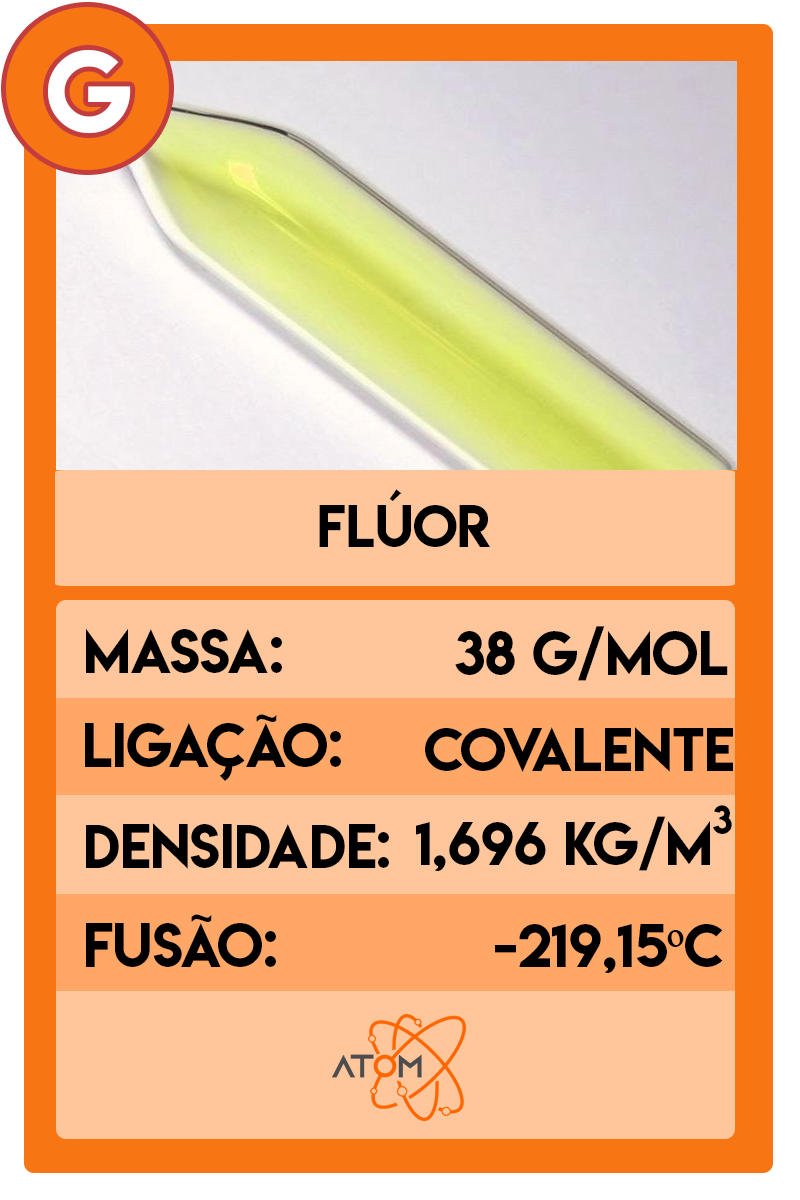 G
FLÚOR
MASSA: 38 G/MOL
LIGAÇÃO: COVALENTE
DENSIDADE: 1,696 KG/M³
FUSÃO: -219,15ºC
ATOM